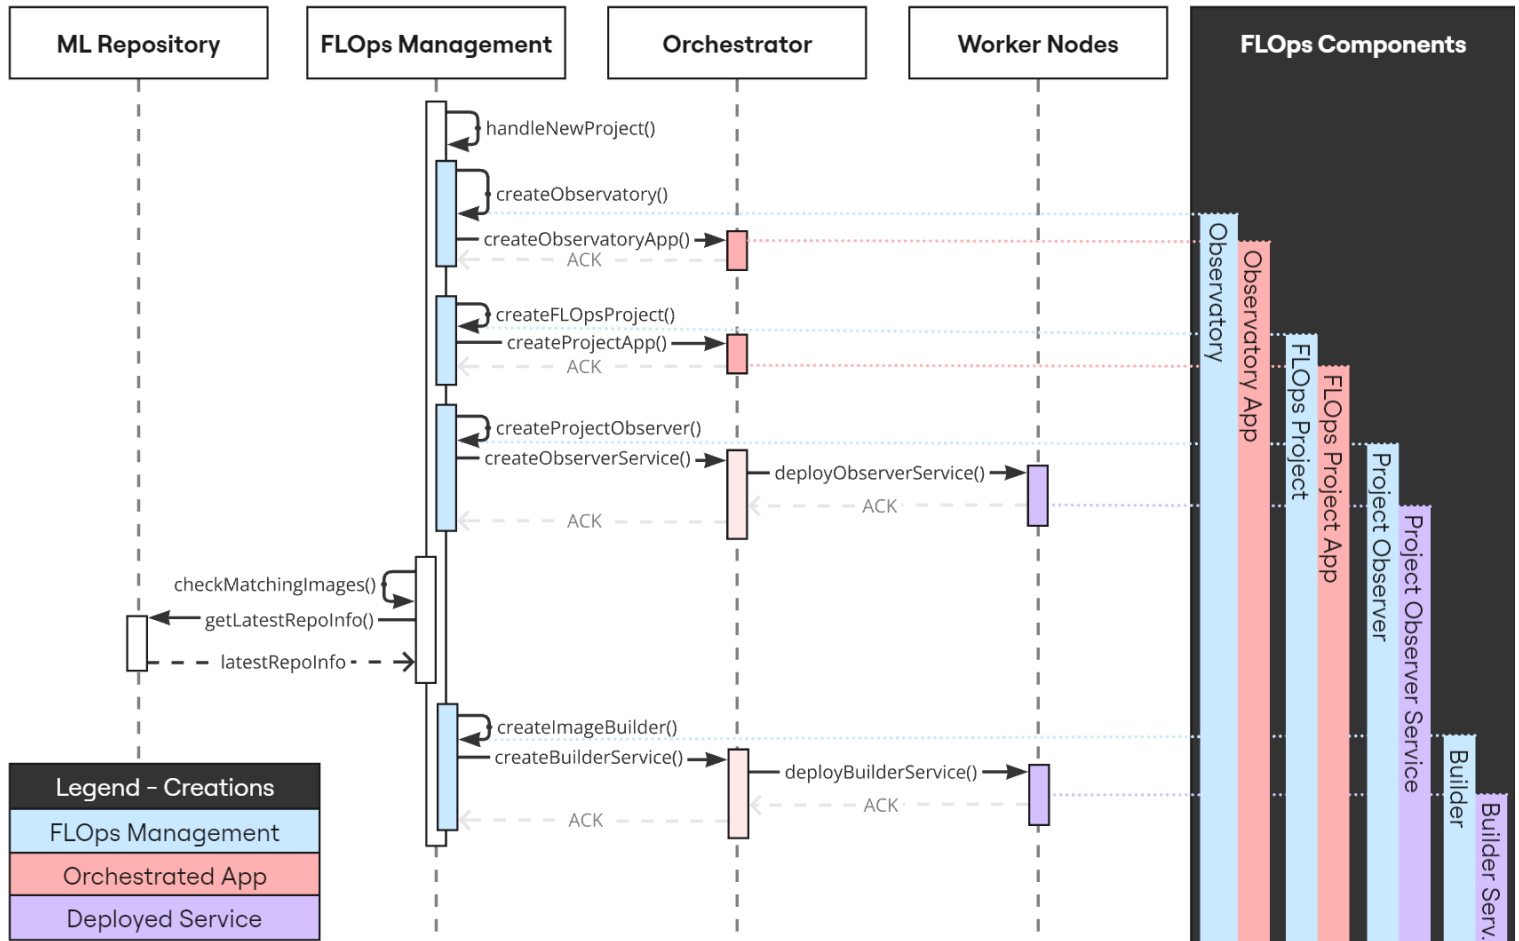 ML Repository
FLOps Management
Orchestrator
Worker Nodes
FLOps Components
handleNewProject()
createObservatory()
createObservatoryApp()
ACK
createFLOpsProject()
createProjectApp()
ACK
createProjectObserver()
createObserverService()
deployObserverService()
ACK
ACK
checkMatchingImages()
getLatestRepoInfo()
latestRepoInfo
createImageBuilder()
createBuilderService()
deployBuilderService()
ACK
ACK
Observatory
Observatory App
FLOps Project
FLOps Project App
Project Observer
Project Observer Service
Builder
Builder Serv.
Legend - Creations
FLOps Management
Orchestrated App
Deployed Service